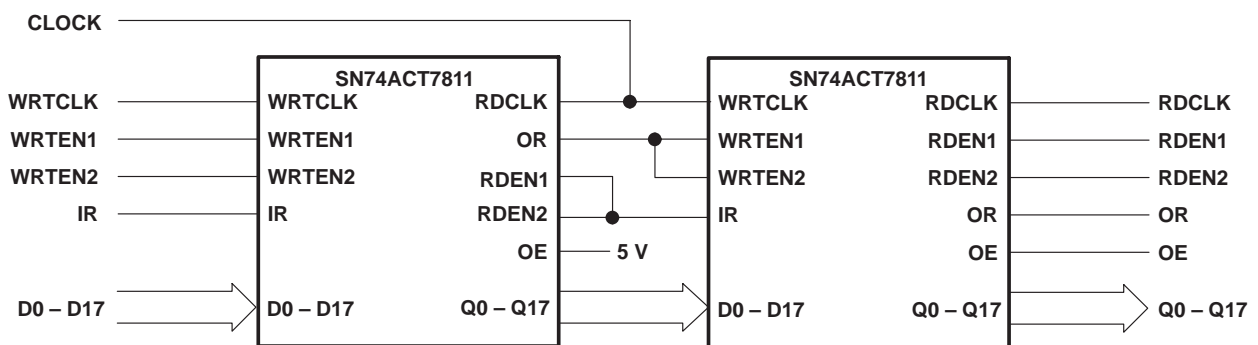 CLOCK
SN74ACT7811 SN74ACT7811
WRTCLK WRTCLK RDCLK WRTCLK RDCLK RDCLK
WRTEN1 WRTEN1 OR WRTEN1 RDEN1 RDEN1
WRTEN2 WRTEN2 RDEN1 WRTEN2 RDEN2 RDEN2
IR IR RDEN2 IR OR OR
OE 5 V OE OE
D0 – D17 D0 – D17 Q0 – Q17 D0 – D17 Q0 – Q17 Q0 – Q17